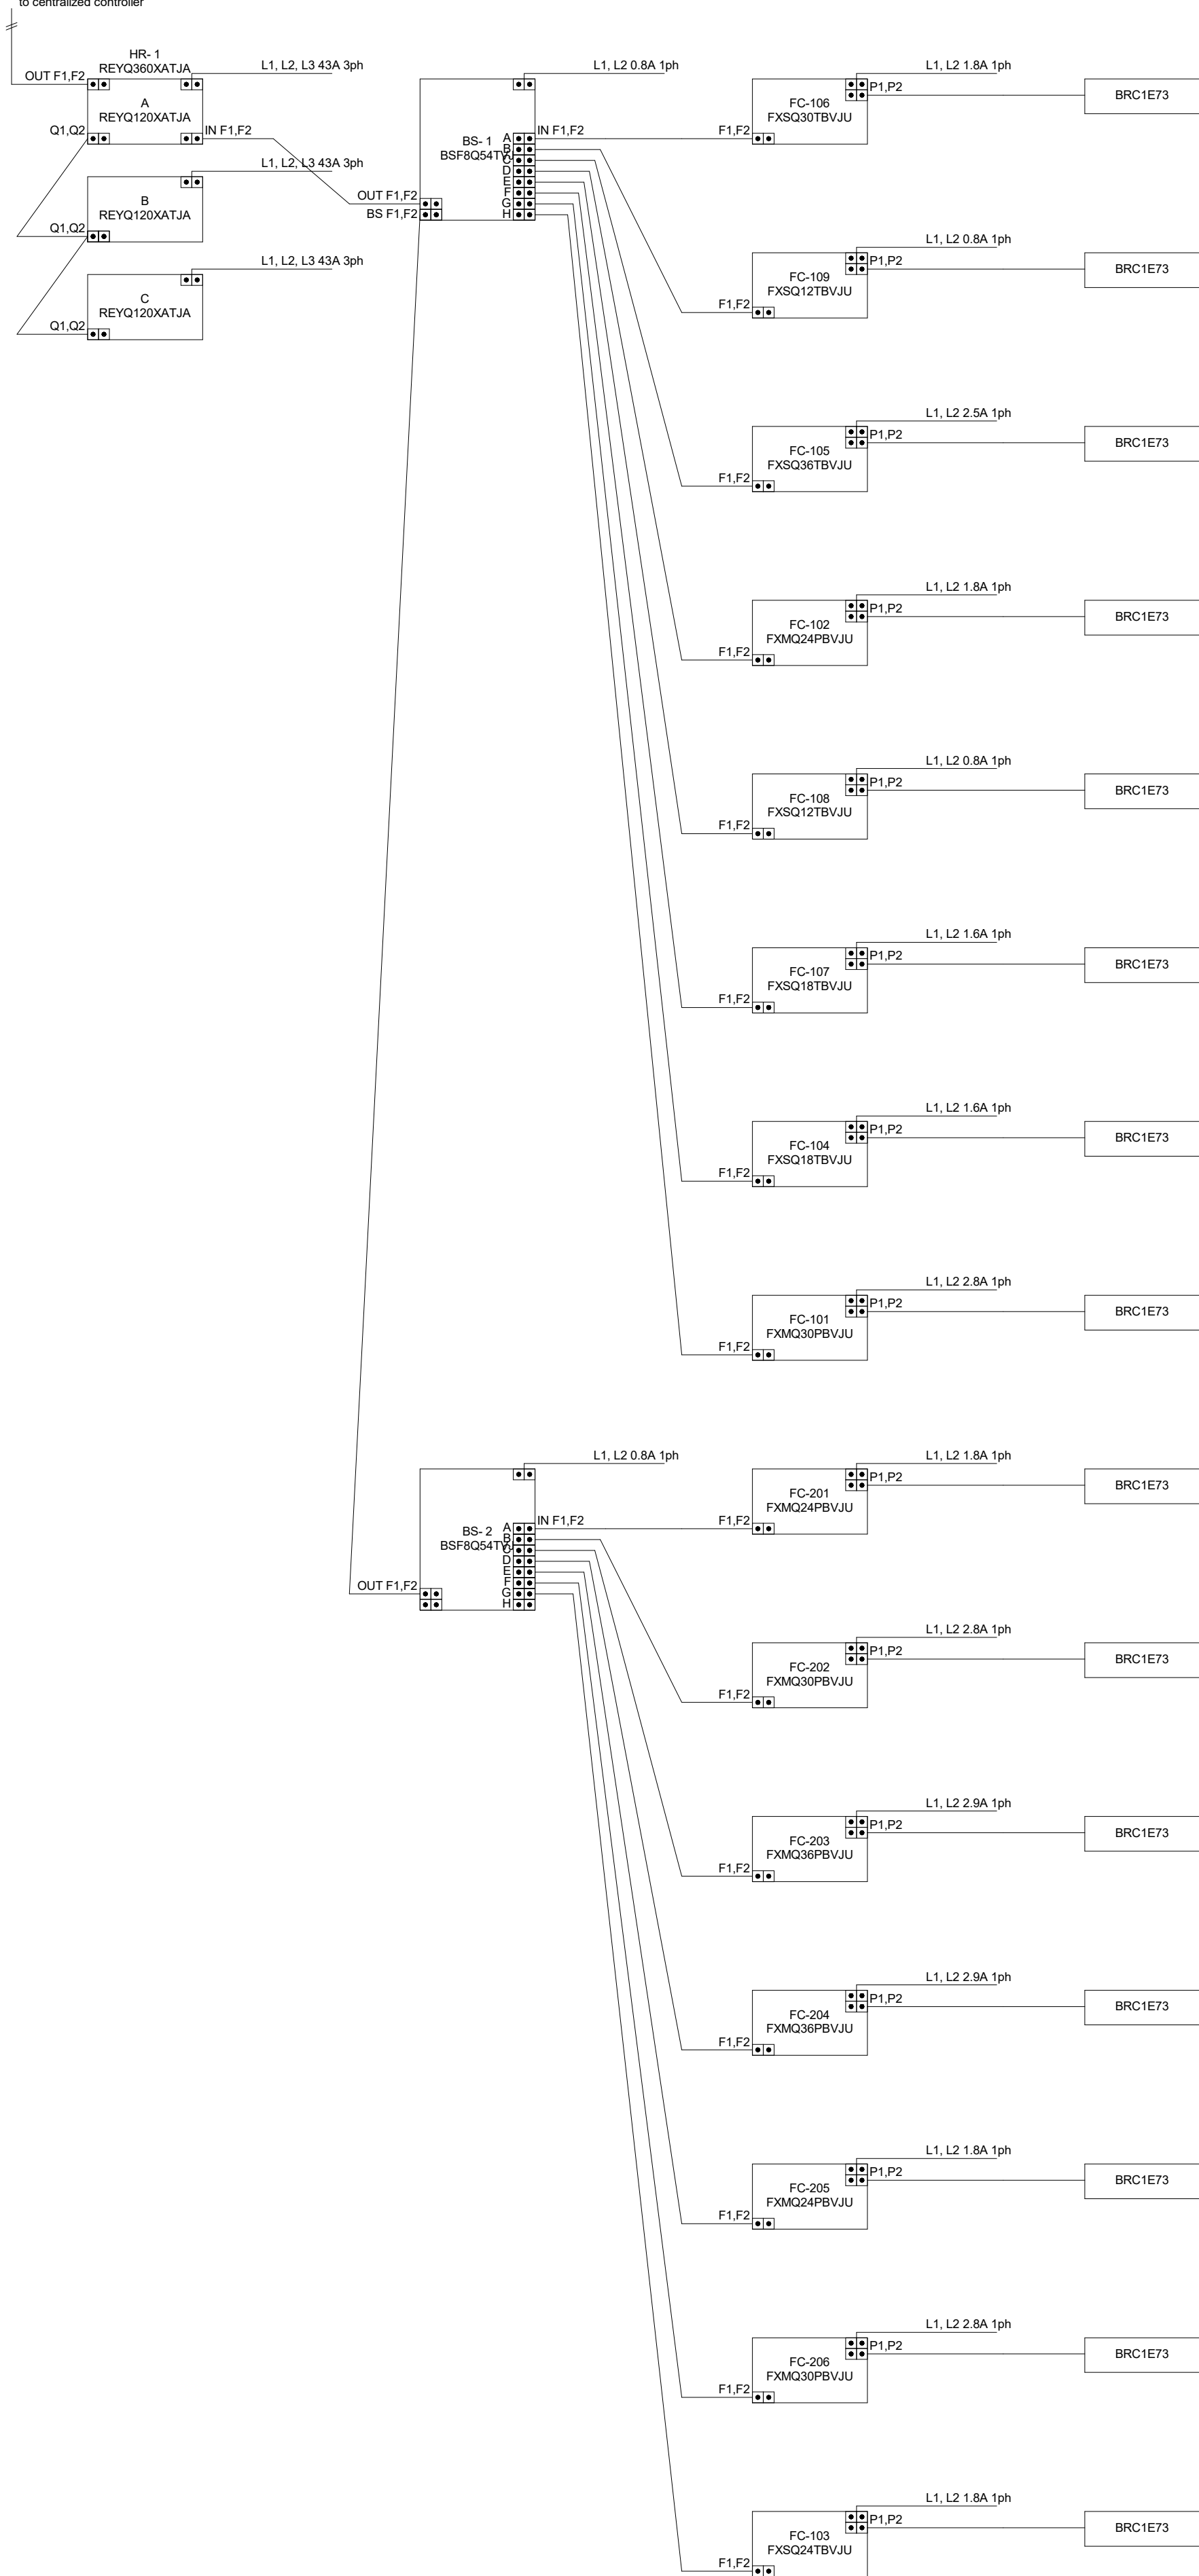 to centralized controller
HR- 1
REYQ360XATJA
OUT F1,F2
L1, L2, L3 43A 3ph
A
REYQ120XATJA
Q1,Q2
IN F1,F2
L1, L2, L3 43A 3ph
B
REYQ120XATJA
Q1,Q2
L1, L2, L3 43A 3ph
C
REYQ120XATJA
Q1,Q2
L1, L2 0.8A 1ph
BS- 1
BSF8Q54TVJ
OUT F1,F2
BS F1,F2
A
B
C
D
E
F
G
H
IN F1,F2
L1, L2 1.8A 1ph
P1,P2
FC-106
FXSQ30TBVJU
F1,F2
BRC1E73
L1, L2 0.8A 1ph
P1,P2
FC-109
FXSQ12TBVJU
F1,F2
BRC1E73
L1, L2 2.5A 1ph
P1,P2
FC-105
FXSQ36TBVJU
F1,F2
BRC1E73
L1, L2 1.8A 1ph
P1,P2
FC-102
FXMQ24PBVJU
F1,F2
BRC1E73
L1, L2 0.8A 1ph
P1,P2
FC-108
FXSQ12TBVJU
F1,F2
BRC1E73
L1, L2 1.6A 1ph
P1,P2
FC-107
FXSQ18TBVJU
F1,F2
BRC1E73
L1, L2 1.6A 1ph
P1,P2
FC-104
FXSQ18TBVJU
F1,F2
BRC1E73
L1, L2 2.8A 1ph
P1,P2
FC-101
FXMQ30PBVJU
F1,F2
BRC1E73
L1, L2 0.8A 1ph
BS- 2
BSF8Q54TVJ
OUT F1,F2
A
B
C
D
E
F
G
H
IN F1,F2
L1, L2 1.8A 1ph
P1,P2
FC-201
FXMQ24PBVJU
F1,F2
BRC1E73
L1, L2 2.8A 1ph
P1,P2
FC-202
FXMQ30PBVJU
F1,F2
BRC1E73
L1, L2 2.9A 1ph
P1,P2
FC-203
FXMQ36PBVJU
F1,F2
BRC1E73
L1, L2 2.9A 1ph
P1,P2
FC-204
FXMQ36PBVJU
F1,F2
BRC1E73
L1, L2 1.8A 1ph
P1,P2
FC-205
FXMQ24PBVJU
F1,F2
BRC1E73
L1, L2 2.8A 1ph
P1,P2
FC-206
FXMQ30PBVJU
F1,F2
BRC1E73
L1, L2 1.8A 1ph
P1,P2
FC-103
FXSQ24TBVJU
F1,F2
BRC1E73